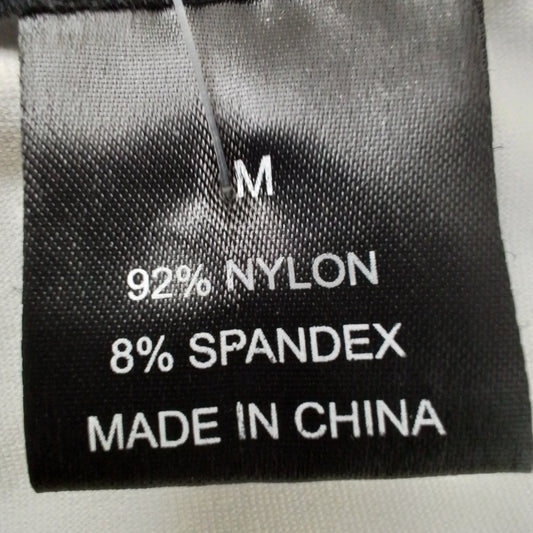 M
92% NYLON
8% SPANDEX
MADE IN CHINA